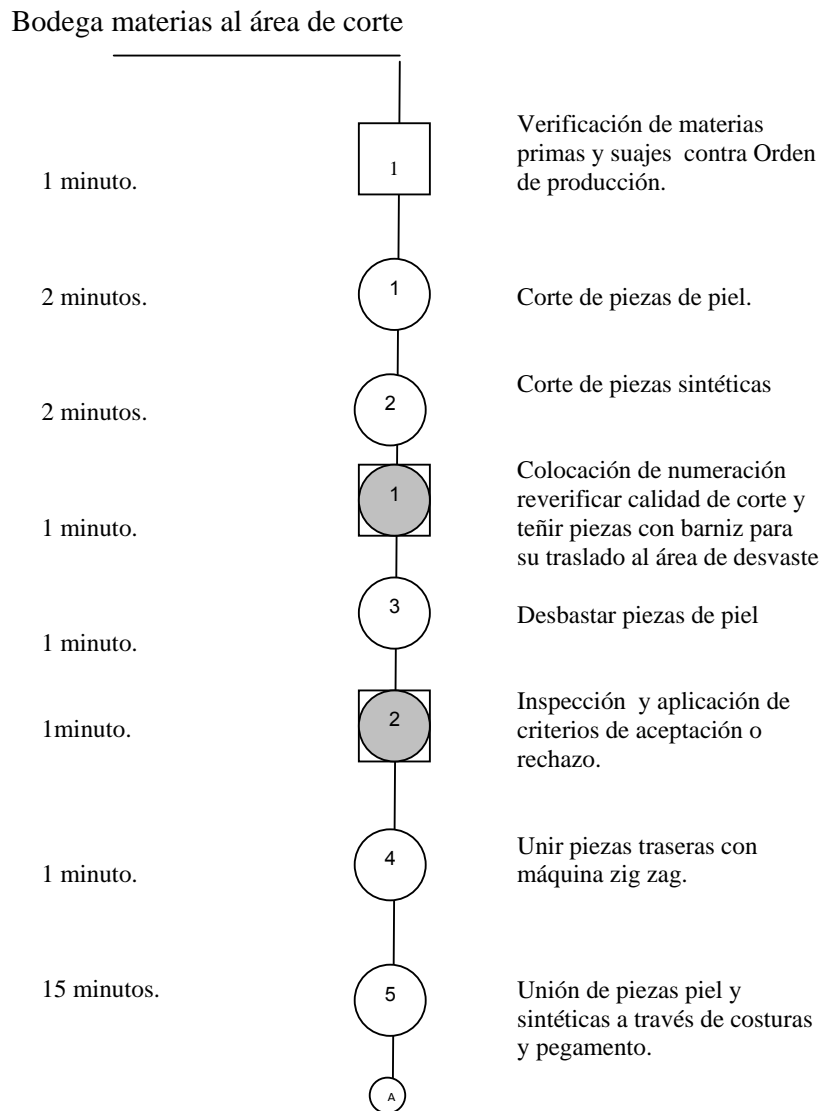 Bodega materias al área de corte
Verificación de materias
primas y suajes contra Orden
de producción.
1 minuto.
1
2 minutos.
1
Corte de piezas de piel.
2 minutos.
2
Corte de piezas sintéticas
1 minuto.
1
Colocación de numeración
reverificar calidad de corte y
teñir piezas con barniz para
su traslado al área de desvaste
1 minuto.
3
Desbastar piezas de piel
1minuto.
2
Inspección y aplicación de
criterios de aceptación o
rechazo.
1 minuto.
4
Unir piezas traseras con
máquina zig zag.
15 minutos.
5
Unión de piezas piel y
sintéticas a través de costuras
y pegamento.
A